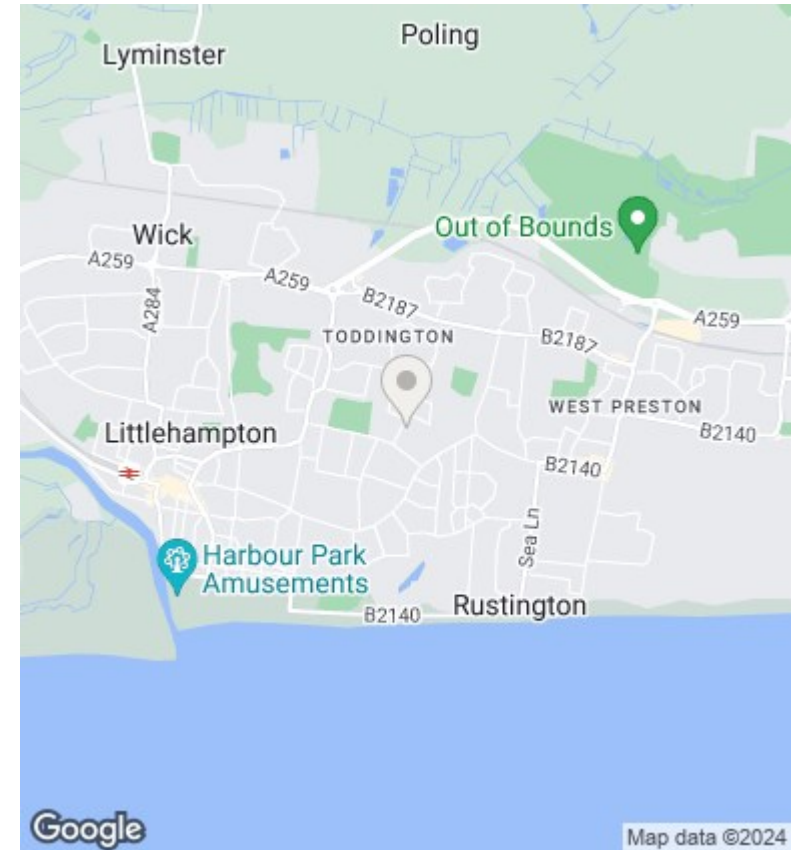 Poling
Lyminster
Out of Bounds
Wick
A259
A259
A284
B2187
A259
TODDINGTON
B2187
WEST PRESTON
Littlehampton
B2140
B2140
Sea Ln
Harbour Park
Amusements
Rustington
B2140
Google
Map data ©2024